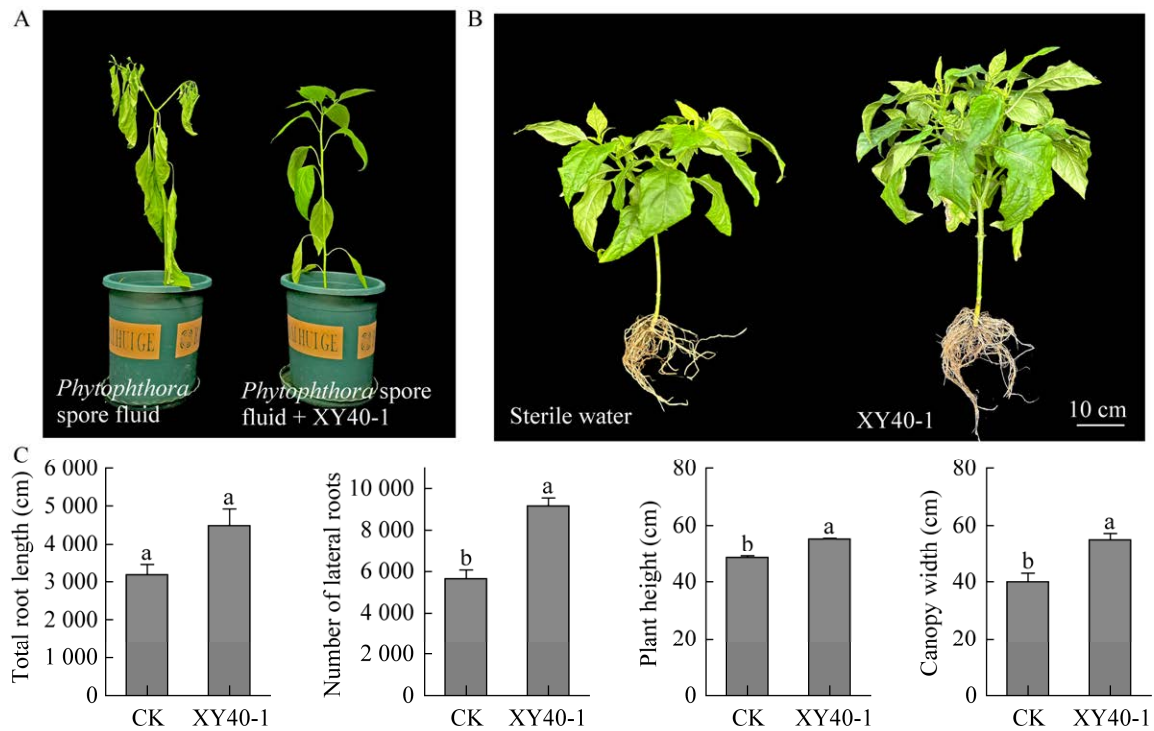 A
B
IHUIGE
IHUIGE
Phytophthora
spore fluid
Phytophthora spore
fluid + XY40-1
Sterile water
XY40-1
10 cm
C
Total root length (cm)
6 000
5 000
4 000
3 000
2 000
1 000
0
a
a
CK
XY40-1
Number of lateral roots
10 000
8 000
6 000
4 000
2 000
0
b
a
CK
XY40-1
Plant height (cm)
80
60
40
20
0
b
a
CK
XY40-1
Canopy width (cm)
80
60
40
20
0
b
a
CK
XY40-1